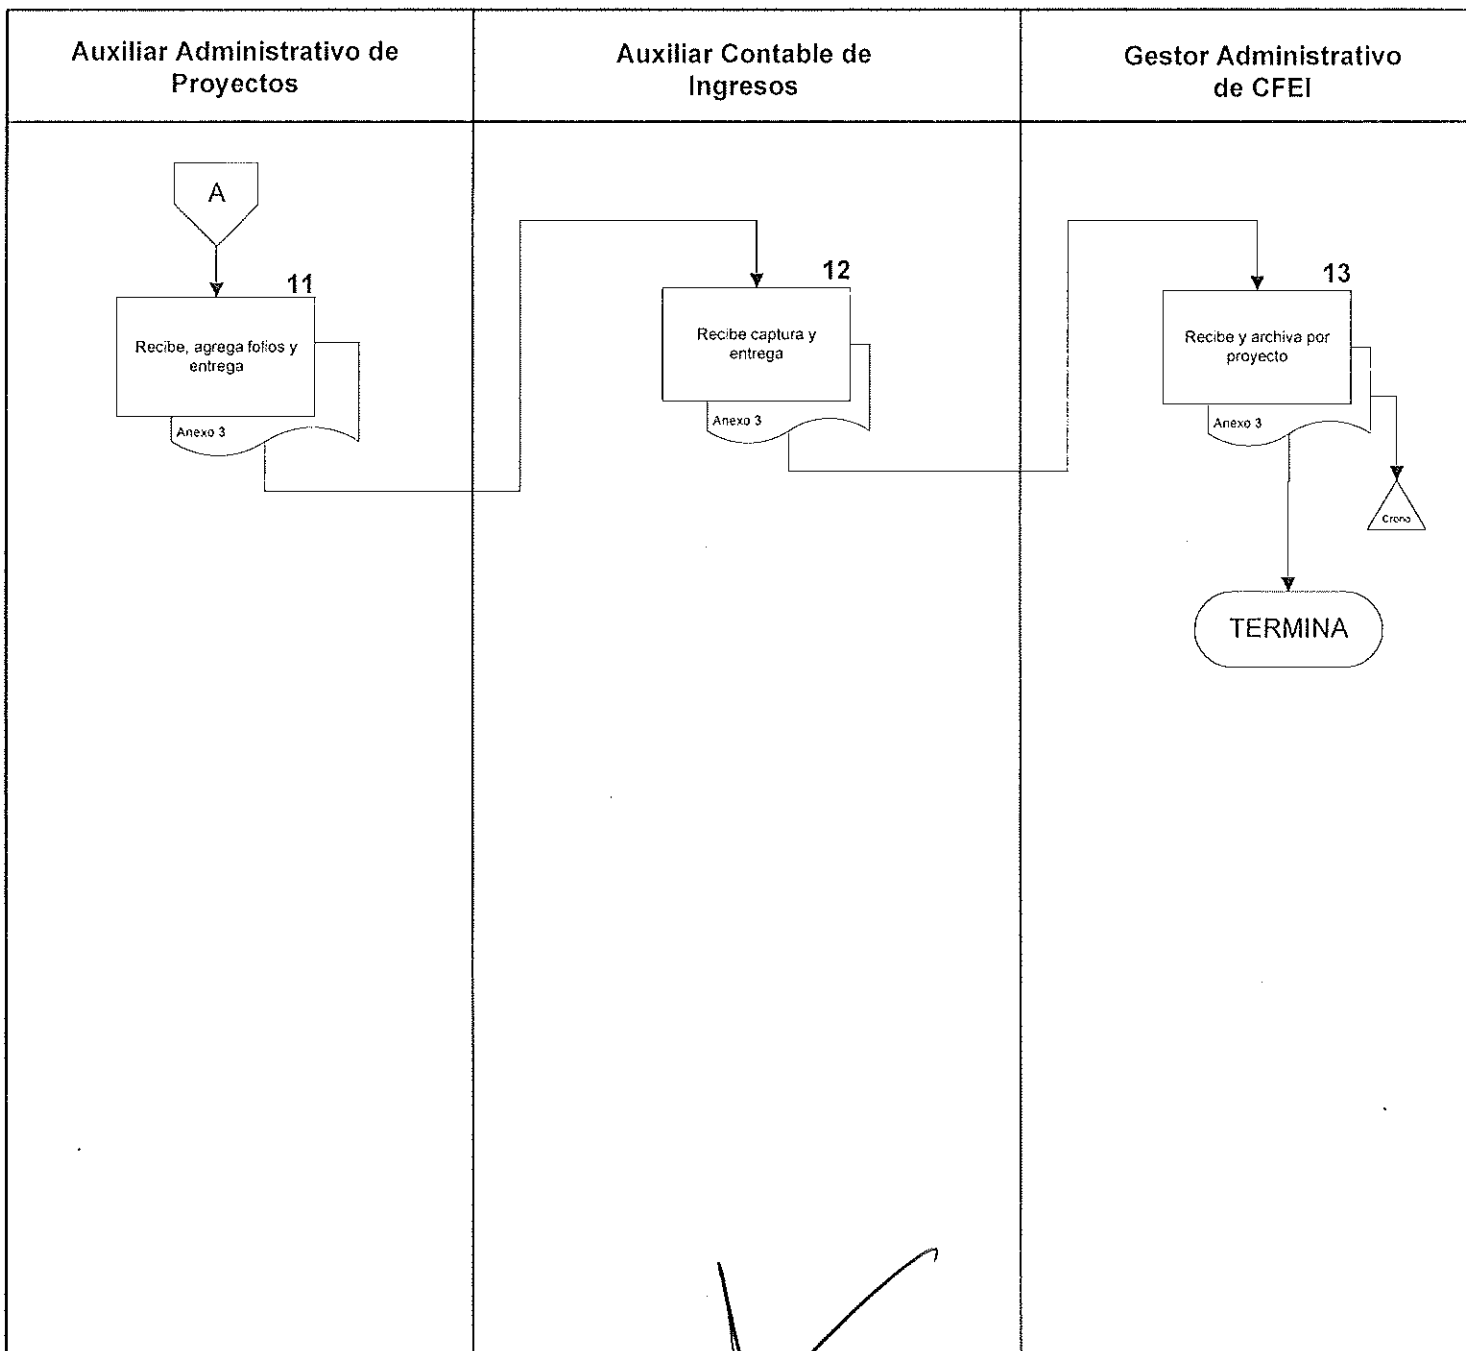 Auxiliar Administrativo de
Proyectos
Auxiliar Contable de
Ingresos
Gestor Administrativo
de CFEI
A
11
Recibe, agrega folios y
entrega
Anexo 3
12
Recibe captura y
entrega
Anexo 3
13
Recibe y archiva por
proyecto
Anexo 3
Crono
TERMINA